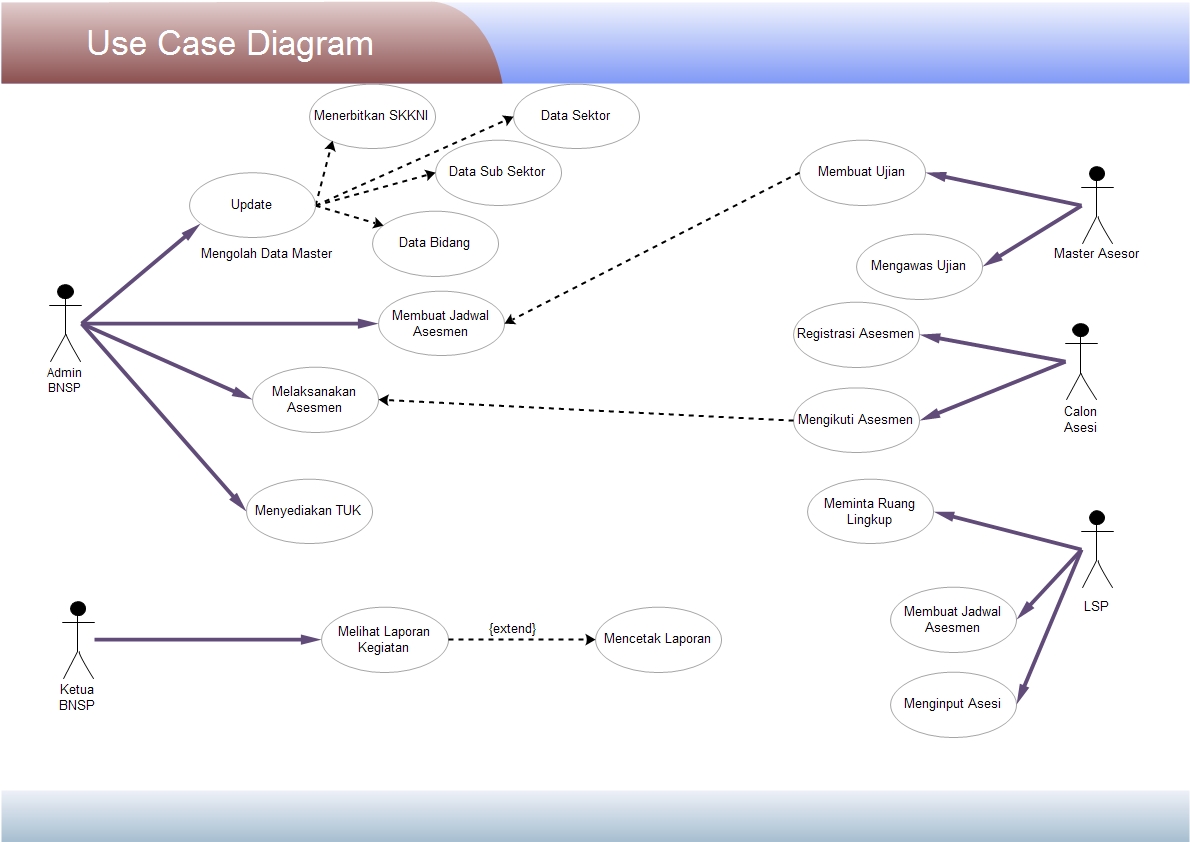 Use Case Diagram
Menerbitkan SKKNI
Data Sektor
Data Sub Sektor
Update
Data Bidang
Mengolah Data Master
Membuat Ujian
Mengawas Ujian
Master Asesor
Admin
BNSP
Membuat Jadwal
Asesmen
Melaksanakan
Asesmen
Menyediakan TUK
Registrasi Asesmen
Mengikuti Asesmen
Calon
Asesi
Meminta Ruang
Lingkup
Membuat Jadwal
Asesmen
Menginput Asesi
LSP
Ketua
BNSP
Melihat Laporan
Kegiatan
{extend}
Mencetak Laporan